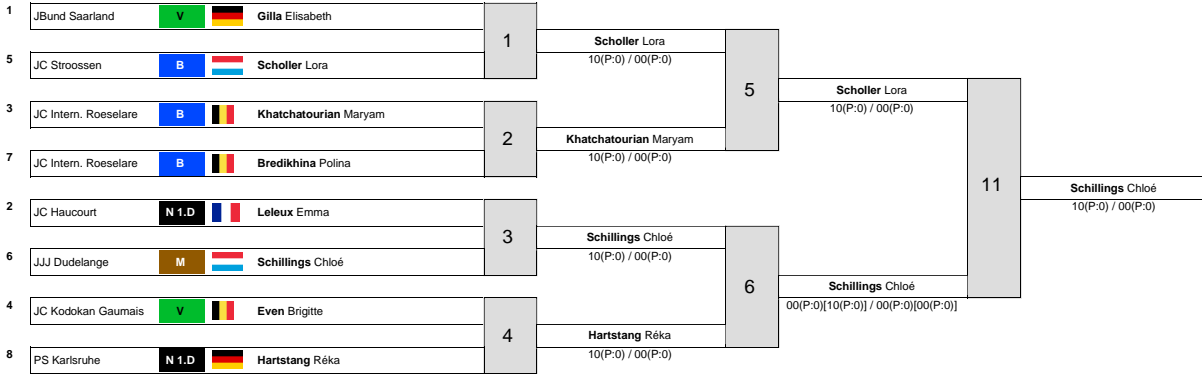 1 JBund Saarland V Gilla Elisabeth
1
Scholler Lora
10(P:0) / 00(P:0)
5 JC Stroossen B Scholler Lora
5
Scholler Lora
10(P:0) / 00(P:0)
3 JC Intern. Roeselare B Khatchatourian Maryam
2
Khatchatourian Maryam
10(P:0) / 00(P:0)
7 JC Intern. Roeselare B Bredikhina Polina
11
Schillings Chloé
10(P:0) / 00(P:0)
2 JC Haucourt N 1.D Leleux Emma
3
Schillings Chloé
10(P:0) / 00(P:0)
6 JJJ Dudelange M Schillings Chloé
6
Schillings Chloé
00(P:0)[10(P:0)] / 00(P:0)[00(P:0)]
4 JC Kodokan Gaumais V Even Brigitte
4
Hartstang Réka
10(P:0) / 00(P:0)
8 PS Karlsruhe N 1.D Hartstang Réka